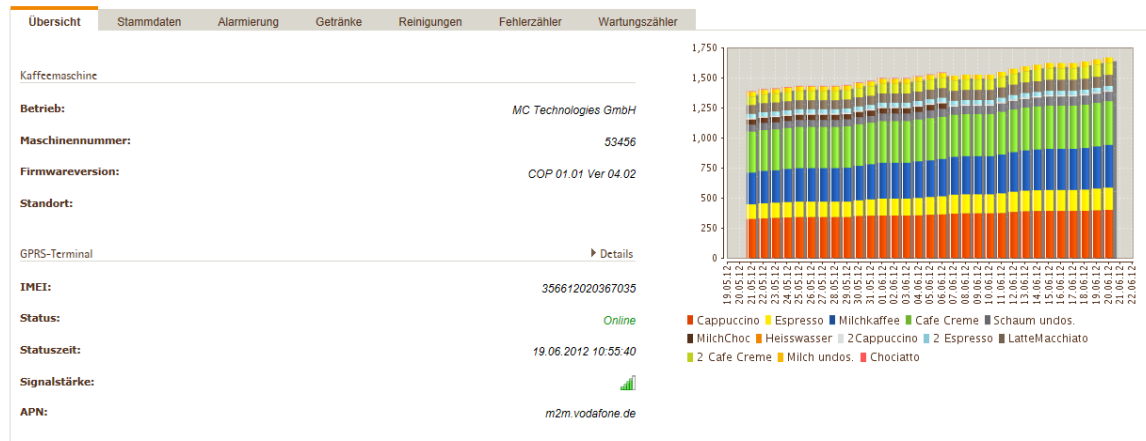 Übersicht Stammdaten Alarmierung Getränke Reinigungen Fehlerzähler Wartungszähler
Kaffeemaschine
Betrieb: MC Technologies GmbH
Maschinennummer: 53456
Firmwareversion: COP 01.01 Ver 04.02
Standort:
GPRS-Terminal Details
IMEI: 356612020367035
Status: Online
Statuszeit: 19.06.2012 10:55:40
Signalstärke:
APN: m2m.vodafone.de
1,750
1,500
1,250
1,000
750
500
250
0
19.05.12 20.05.12 21.05.12 22.05.12 23.05.12 24.05.12 25.05.12 26.05.12 27.05.12 28.05.12 29.05.12 30.05.12 31.05.12 01.06.12 02.06.12 03.06.12 04.06.12 05.06.12 06.06.12 07.06.12 08.06.12 09.06.12 10.06.12 11.06.12 12.06.12 13.06.12 14.06.12 15.06.12 16.06.12 17.06.12 18.06.12 19.06.12 20.06.12 21.06.12 22.06.12
Cappuccino Espresso Milchkaffee Cafe Creme Schaum undos.
MilchChoc Heisswasser 2Cappuccino 2 Espresso LatteMacchiato
2 Cafe Creme Milch undos. Chociatto